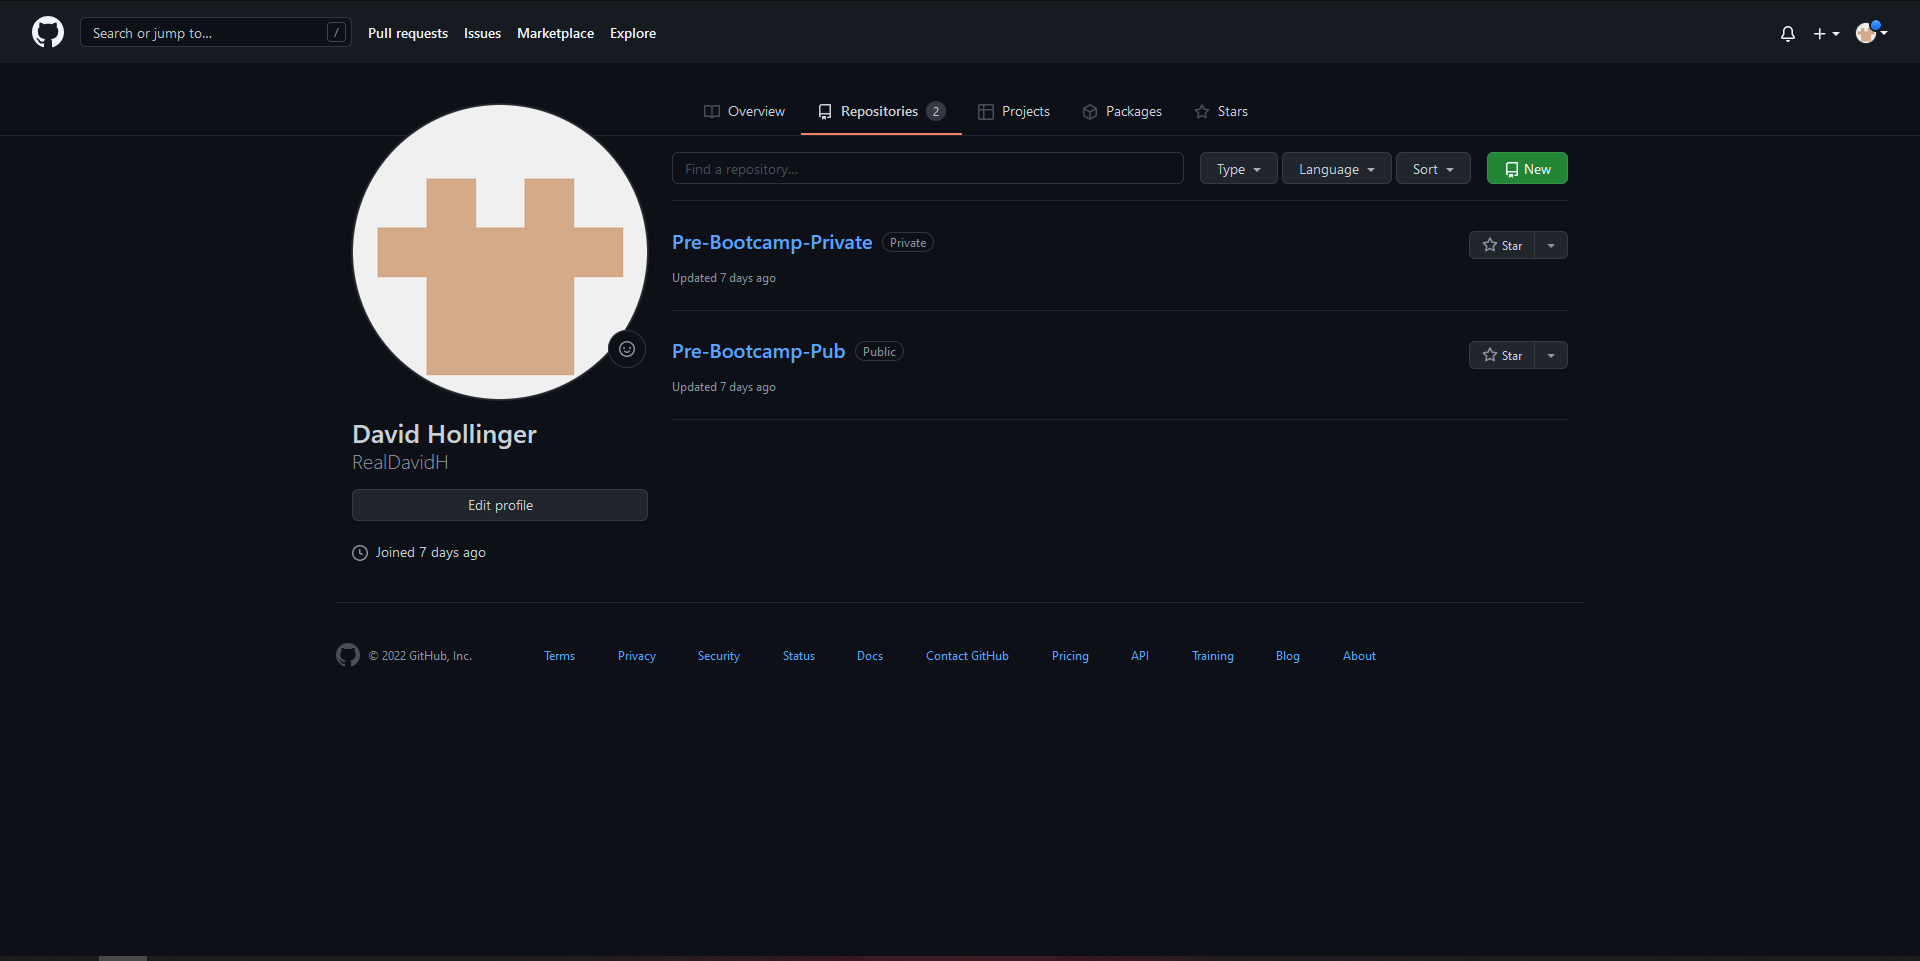 Search or jump to... /
Pull requests Issues Marketplace Explore
Overview Repositories 2 Projects Packages Stars
Find a repository... Type Language Sort New
Pre-Bootcamp-Private Private Star
Updated 7 days ago
Pre-Bootcamp-Pub Public Star
Updated 7 days ago
David Hollinger
RealDavidH
Edit profile
Joined 7 days ago
© 2022 GitHub, Inc. Terms Privacy Security Status Docs Contact GitHub Pricing API Training Blog About